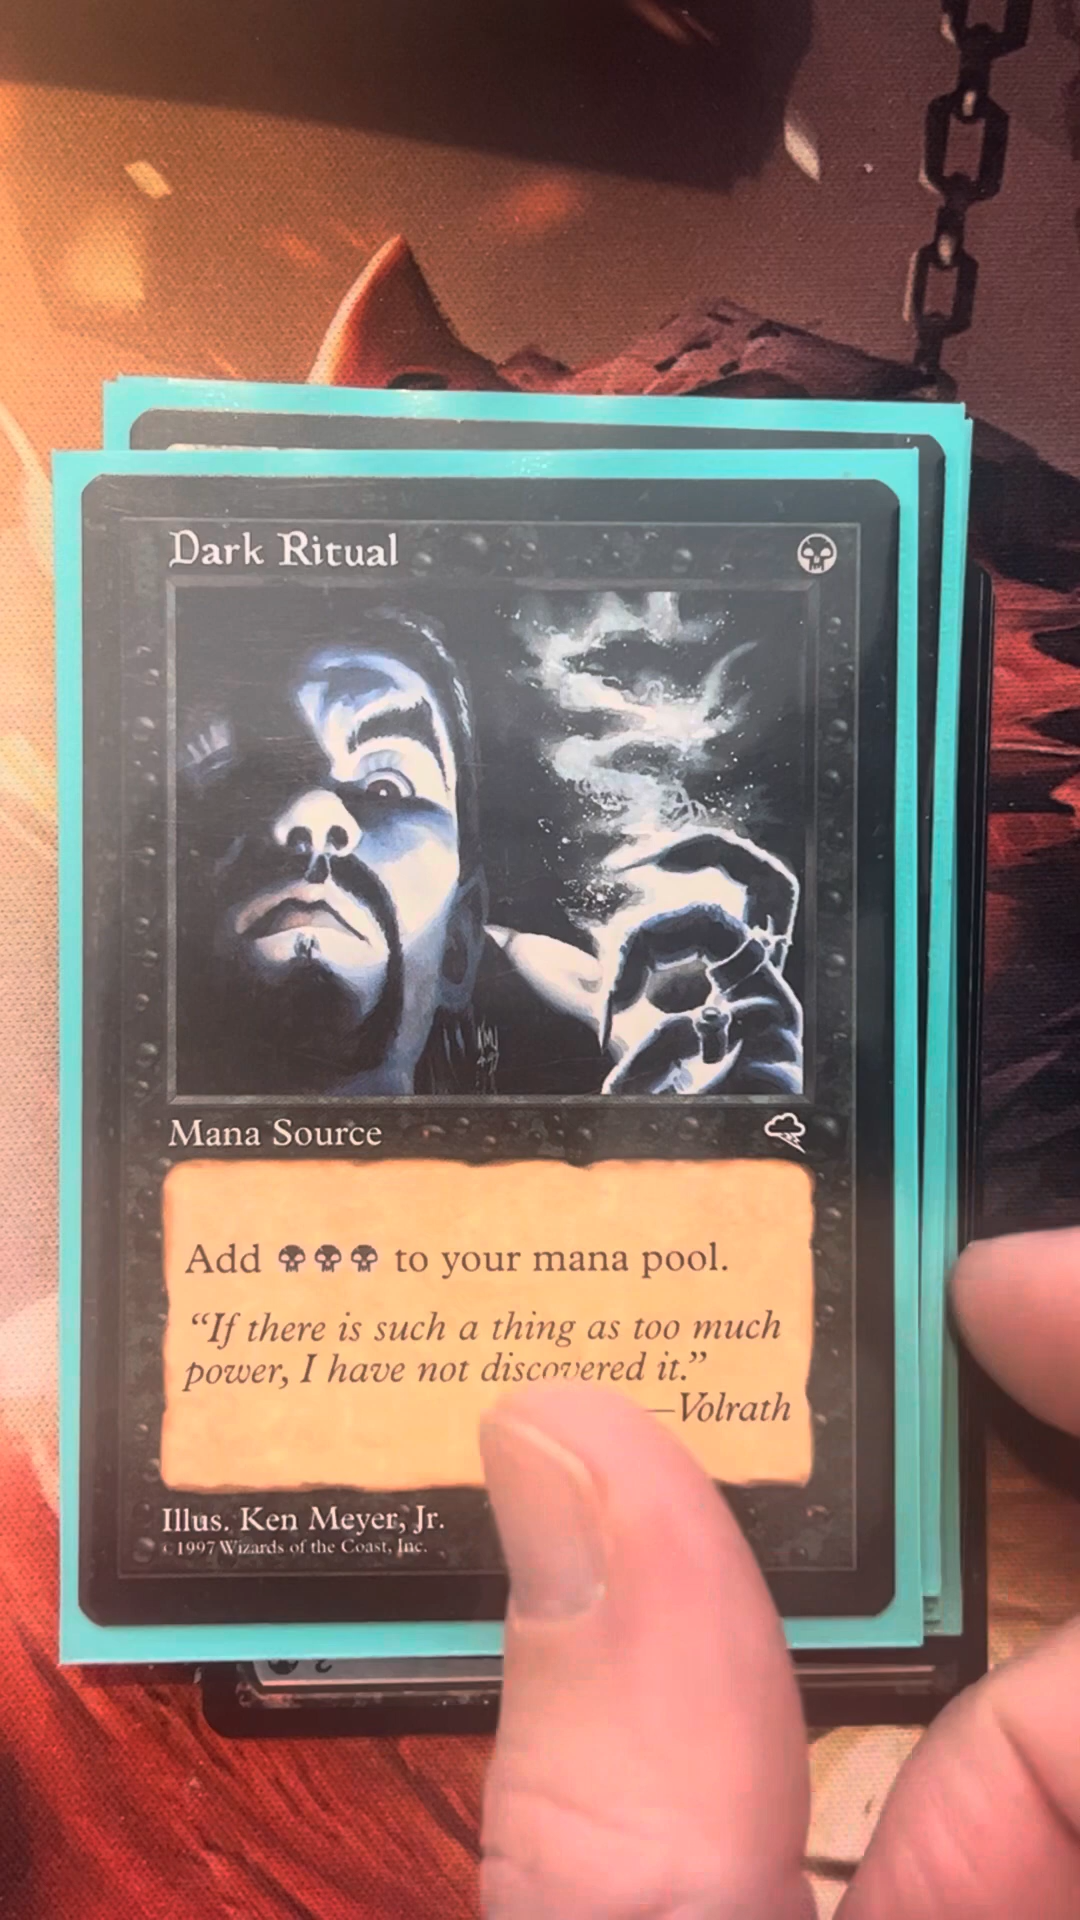 Dark Ritual
Mana Source
Add to your mana pool.
“If there is such a thing as too much
power, I have not discovered it.”
—Volrath
Illus. Ken Meyer, Jr.
©1997 Wizards of the Coast, Inc.